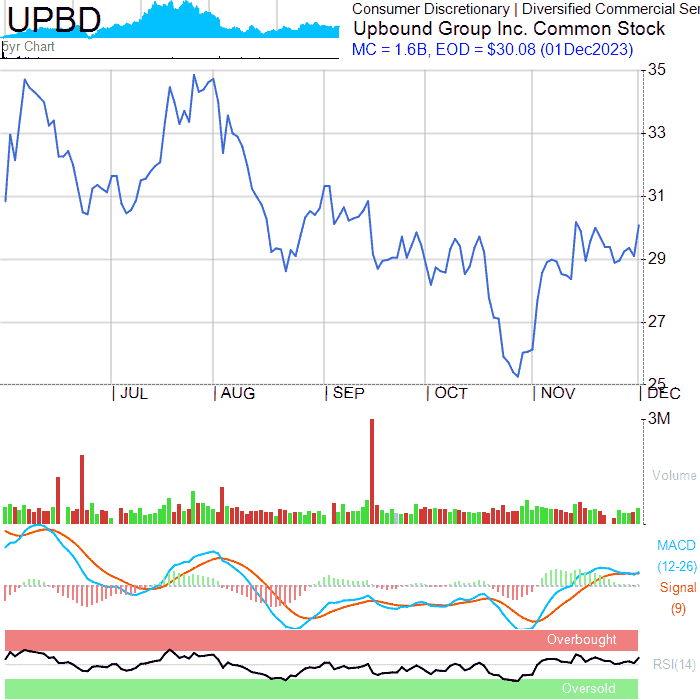 UPBD
5yr Chart
Consumer Discretionary | Diversified Commercial Ser
Upbound Group Inc. Common Stock
MC = 1.6B, EOD = $30.08 (01Dec2023)
35
33
31
29
27
25
JUL AUG SEP OCT NOV DEC
3M
Volume
MACD
(12-26)
Signal
(9)
Overbought
RSI(14)
Oversold